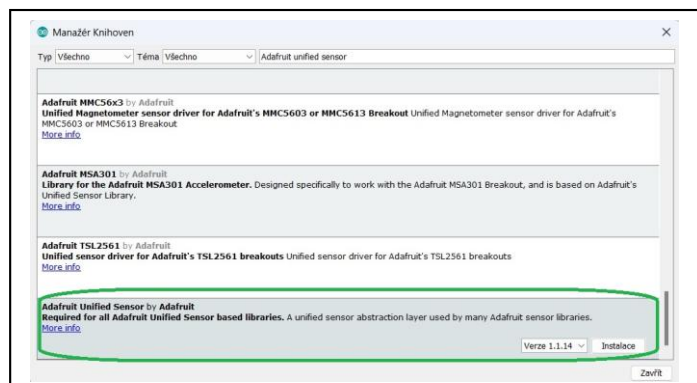 Manažér Knihoven
Typ Všechno Téma Všechno Adafruit unified sensor
Adafruit MMC56x3 by Adafruit
Unified Magnetometer sensor driver for Adafruit's MMC5603 or MMC5613 Breakout Unified Magnetometer sensor driver for Adafruit's
MMC5603 or MMC5613 Breakout
More info
Adafruit MSA301 by Adafruit
Library for the Adafruit MSA301 Accelerometer. Designed specifically to work with the Adafruit MSA301 Breakout, and is based on Adafruit's
Unified Sensor Library.
More info
Adafruit TSL2561 by Adafruit
Unified sensor driver for Adafruit's TSL2561 breakouts Unified sensor driver for Adafruit's TSL2561 breakouts
More info
Adafruit Unified Sensor by Adafruit
Required for all Adafruit Unified Sensor based libraries. A unified sensor abstraction layer used by many Adafruit sensor libraries.
More info
Verze 1.1.14 Instalace
Zavřít